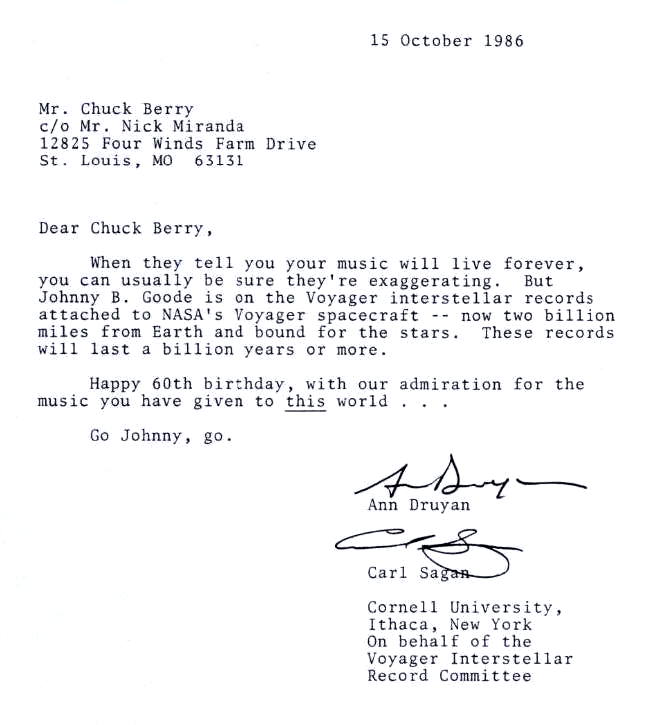 15 October 1986
Mr. Chuck Berry
c/o Mr. Nick Miranda
12825 Four Winds Farm Drive
St. Louis, MO  63131
Dear Chuck Berry,
When they tell you your music will live forever,
you can usually be sure they're exaggerating.  But
Johnny B. Goode is on the Voyager interstellar records
attached to NASA's Voyager spacecraft -- now two billion
miles from Earth and bound for the stars.  These records
will last a billion years or more.
Happy 60th birthday, with our admiration for the
music you have given to this world . . .
Go Johnny, go.
Ann Druyan
Carl Sagan
Cornell University,
Ithaca, New York
On behalf of the
Voyager Interstellar
Record Committee